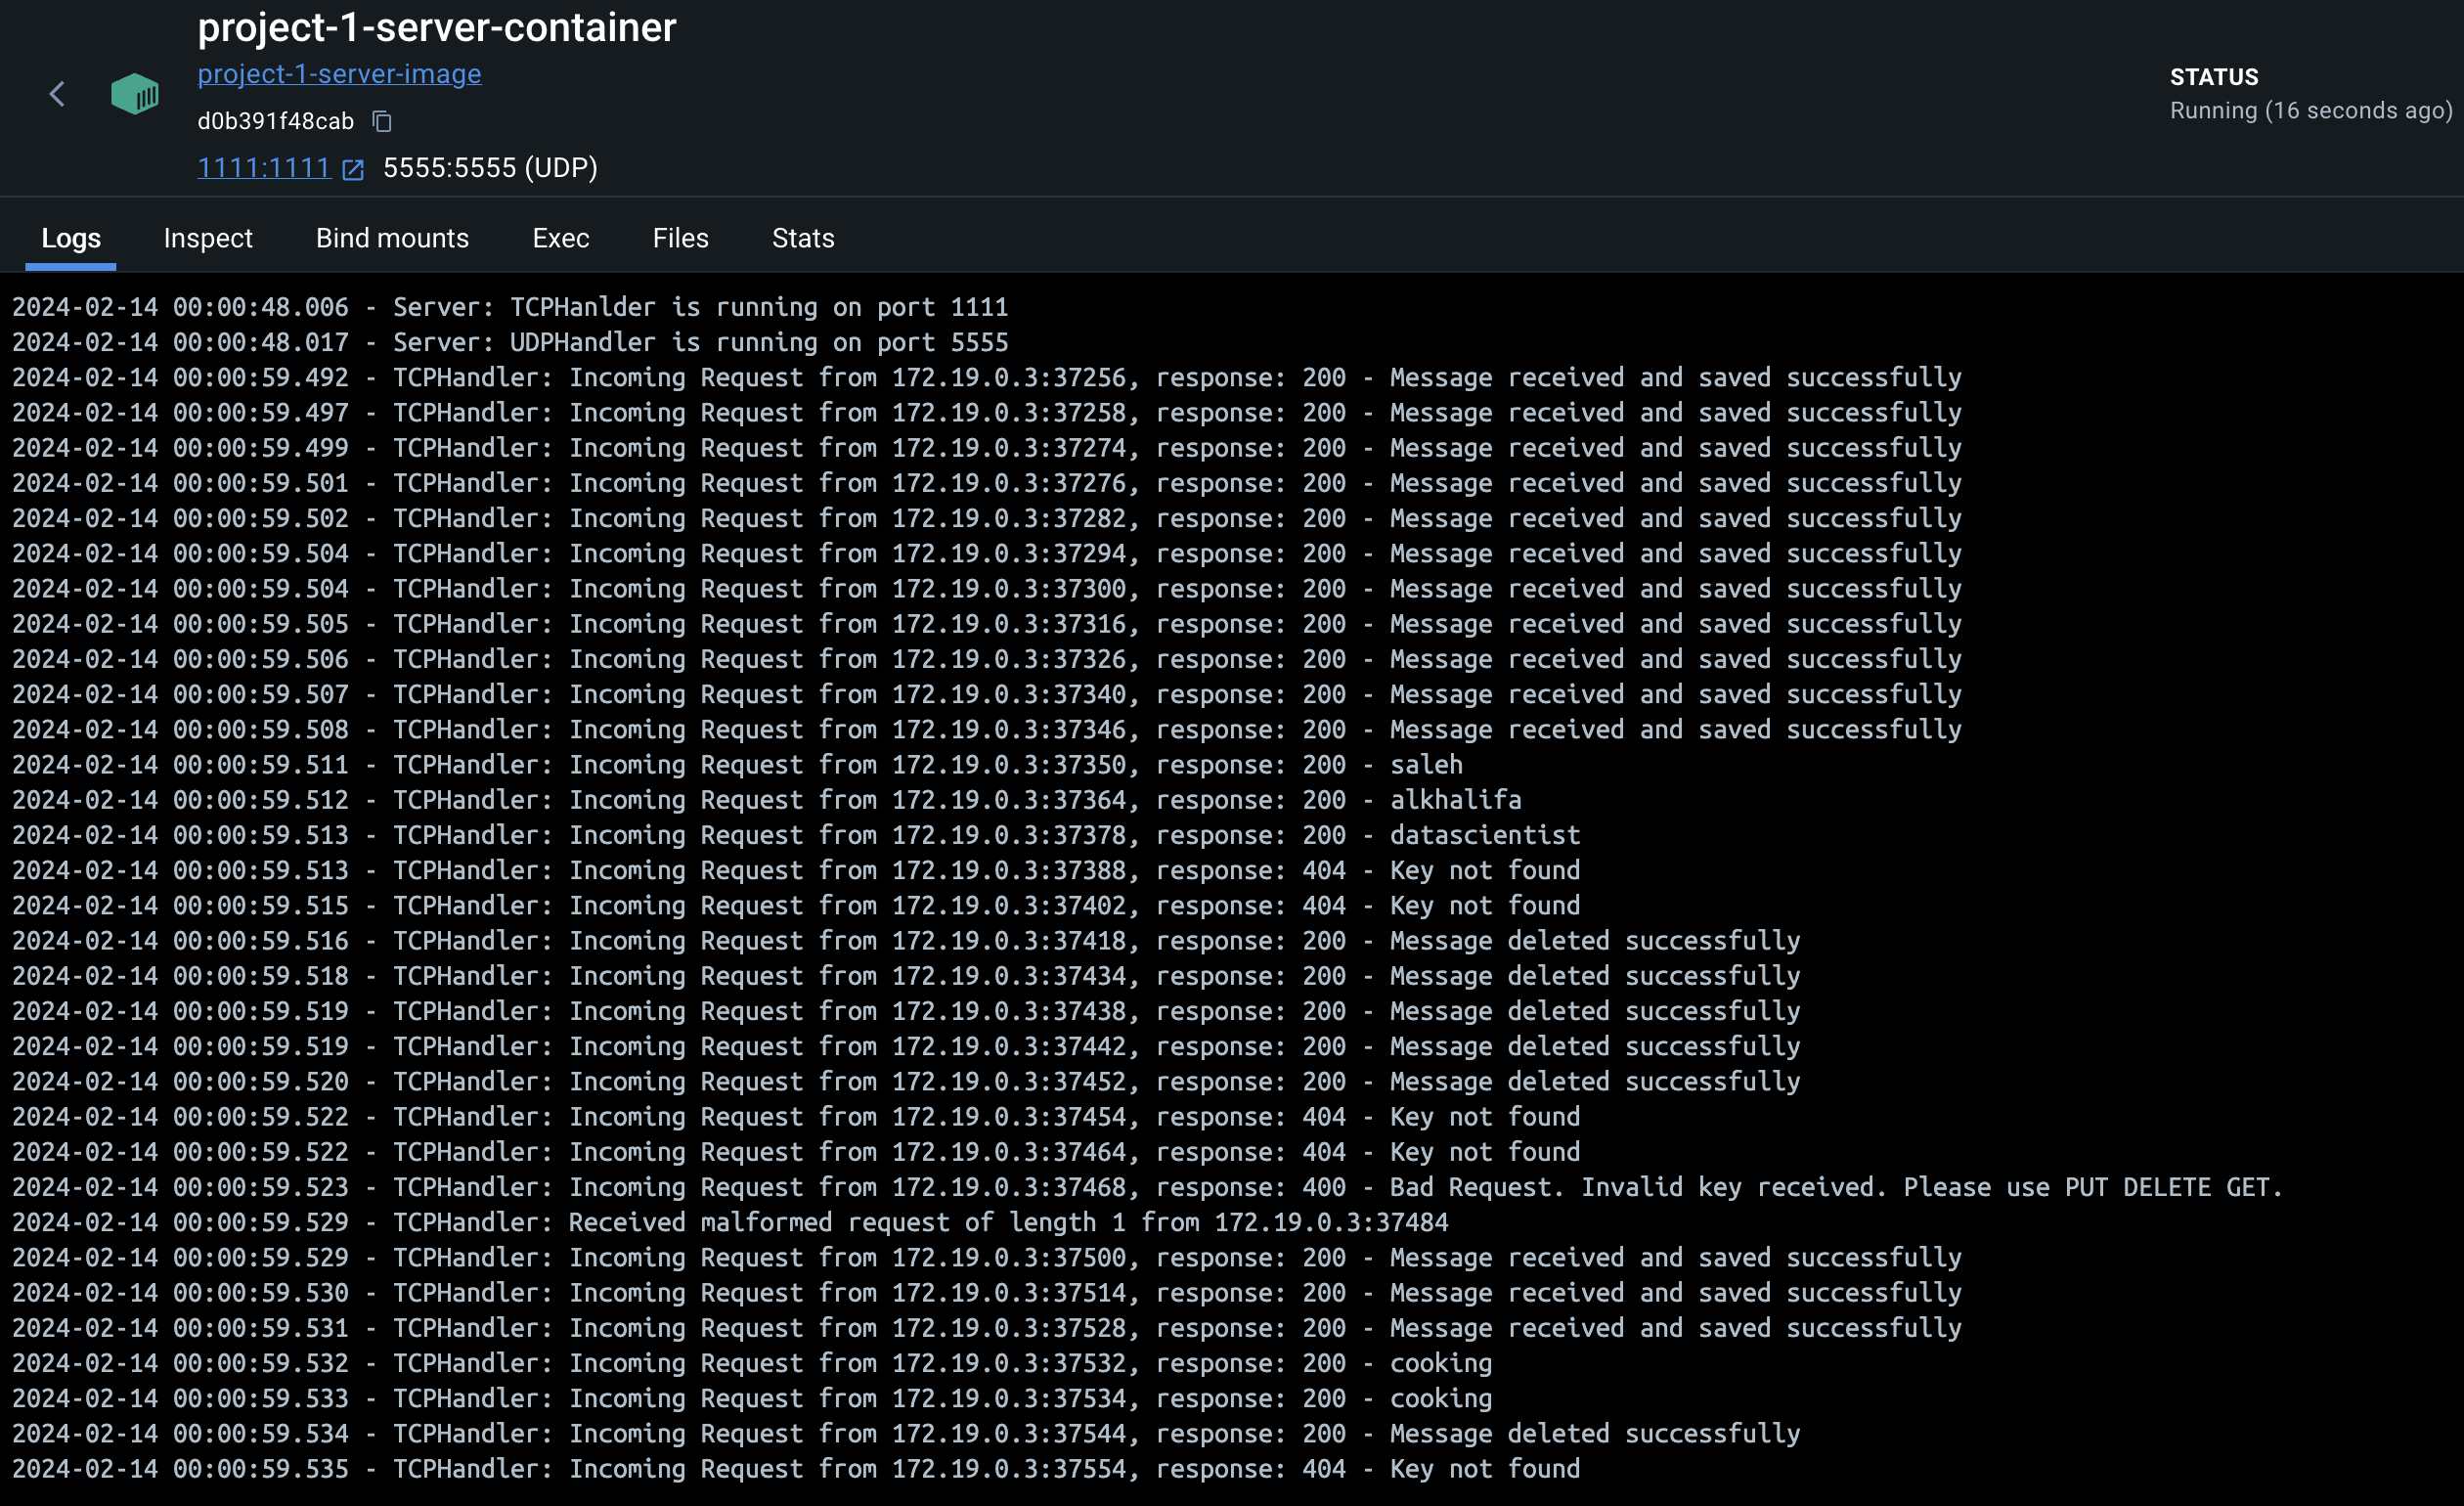 project-1-server-container
project-1-server-image
d0b391f48cab
1111:1111 5555:5555 (UDP)
STATUS
Running (16 seconds ago)
Logs Inspect Bind mounts Exec Files Stats
2024-02-14 00:00:48.006 - Server: TCPHanlder is running on port 1111
2024-02-14 00:00:48.017 - Server: UDPHandler is running on port 5555
2024-02-14 00:00:59.492 - TCPHandler: Incoming Request from 172.19.0.3:37256, response: 200 - Message received and saved successfully
2024-02-14 00:00:59.497 - TCPHandler: Incoming Request from 172.19.0.3:37258, response: 200 - Message received and saved successfully
2024-02-14 00:00:59.499 - TCPHandler: Incoming Request from 172.19.0.3:37274, response: 200 - Message received and saved successfully
2024-02-14 00:00:59.501 - TCPHandler: Incoming Request from 172.19.0.3:37276, response: 200 - Message received and saved successfully
2024-02-14 00:00:59.502 - TCPHandler: Incoming Request from 172.19.0.3:37282, response: 200 - Message received and saved successfully
2024-02-14 00:00:59.504 - TCPHandler: Incoming Request from 172.19.0.3:37294, response: 200 - Message received and saved successfully
2024-02-14 00:00:59.504 - TCPHandler: Incoming Request from 172.19.0.3:37300, response: 200 - Message received and saved successfully
2024-02-14 00:00:59.505 - TCPHandler: Incoming Request from 172.19.0.3:37316, response: 200 - Message received and saved successfully
2024-02-14 00:00:59.506 - TCPHandler: Incoming Request from 172.19.0.3:37326, response: 200 - Message received and saved successfully
2024-02-14 00:00:59.507 - TCPHandler: Incoming Request from 172.19.0.3:37340, response: 200 - Message received and saved successfully
2024-02-14 00:00:59.508 - TCPHandler: Incoming Request from 172.19.0.3:37346, response: 200 - Message received and saved successfully
2024-02-14 00:00:59.511 - TCPHandler: Incoming Request from 172.19.0.3:37350, response: 200 - saleh
2024-02-14 00:00:59.512 - TCPHandler: Incoming Request from 172.19.0.3:37364, response: 200 - alkhalifa
2024-02-14 00:00:59.513 - TCPHandler: Incoming Request from 172.19.0.3:37378, response: 200 - datascientist
2024-02-14 00:00:59.513 - TCPHandler: Incoming Request from 172.19.0.3:37388, response: 404 - Key not found
2024-02-14 00:00:59.515 - TCPHandler: Incoming Request from 172.19.0.3:37402, response: 404 - Key not found
2024-02-14 00:00:59.516 - TCPHandler: Incoming Request from 172.19.0.3:37418, response: 200 - Message deleted successfully
2024-02-14 00:00:59.518 - TCPHandler: Incoming Request from 172.19.0.3:37434, response: 200 - Message deleted successfully
2024-02-14 00:00:59.519 - TCPHandler: Incoming Request from 172.19.0.3:37438, response: 200 - Message deleted successfully
2024-02-14 00:00:59.519 - TCPHandler: Incoming Request from 172.19.0.3:37442, response: 200 - Message deleted successfully
2024-02-14 00:00:59.520 - TCPHandler: Incoming Request from 172.19.0.3:37452, response: 200 - Message deleted successfully
2024-02-14 00:00:59.522 - TCPHandler: Incoming Request from 172.19.0.3:37454, response: 404 - Key not found
2024-02-14 00:00:59.522 - TCPHandler: Incoming Request from 172.19.0.3:37464, response: 404 - Key not found
2024-02-14 00:00:59.523 - TCPHandler: Incoming Request from 172.19.0.3:37468, response: 400 - Bad Request. Invalid key received. Please use PUT DELETE GET.
2024-02-14 00:00:59.529 - TCPHandler: Received malformed request of length 1 from 172.19.0.3:37484
2024-02-14 00:00:59.529 - TCPHandler: Incoming Request from 172.19.0.3:37500, response: 200 - Message received and saved successfully
2024-02-14 00:00:59.530 - TCPHandler: Incoming Request from 172.19.0.3:37514, response: 200 - Message received and saved successfully
2024-02-14 00:00:59.531 - TCPHandler: Incoming Request from 172.19.0.3:37528, response: 200 - Message received and saved successfully
2024-02-14 00:00:59.532 - TCPHandler: Incoming Request from 172.19.0.3:37532, response: 200 - cooking
2024-02-14 00:00:59.533 - TCPHandler: Incoming Request from 172.19.0.3:37534, response: 200 - cooking
2024-02-14 00:00:59.534 - TCPHandler: Incoming Request from 172.19.0.3:37544, response: 200 - Message deleted successfully
2024-02-14 00:00:59.535 - TCPHandler: Incoming Request from 172.19.0.3:37554, response: 404 - Key not found